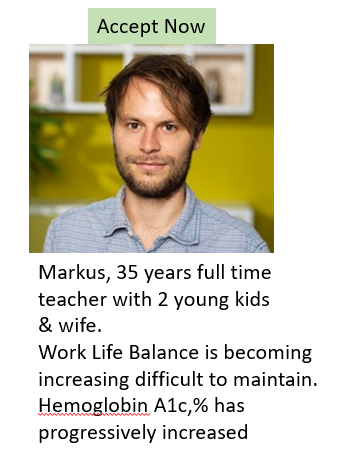 Accept Now
Markus, 35 years full time
teacher with 2 young kids
& wife.
Work Life Balance is becoming
increasing difficult to maintain.
Hemoglobin A1c,% has
progressively increased